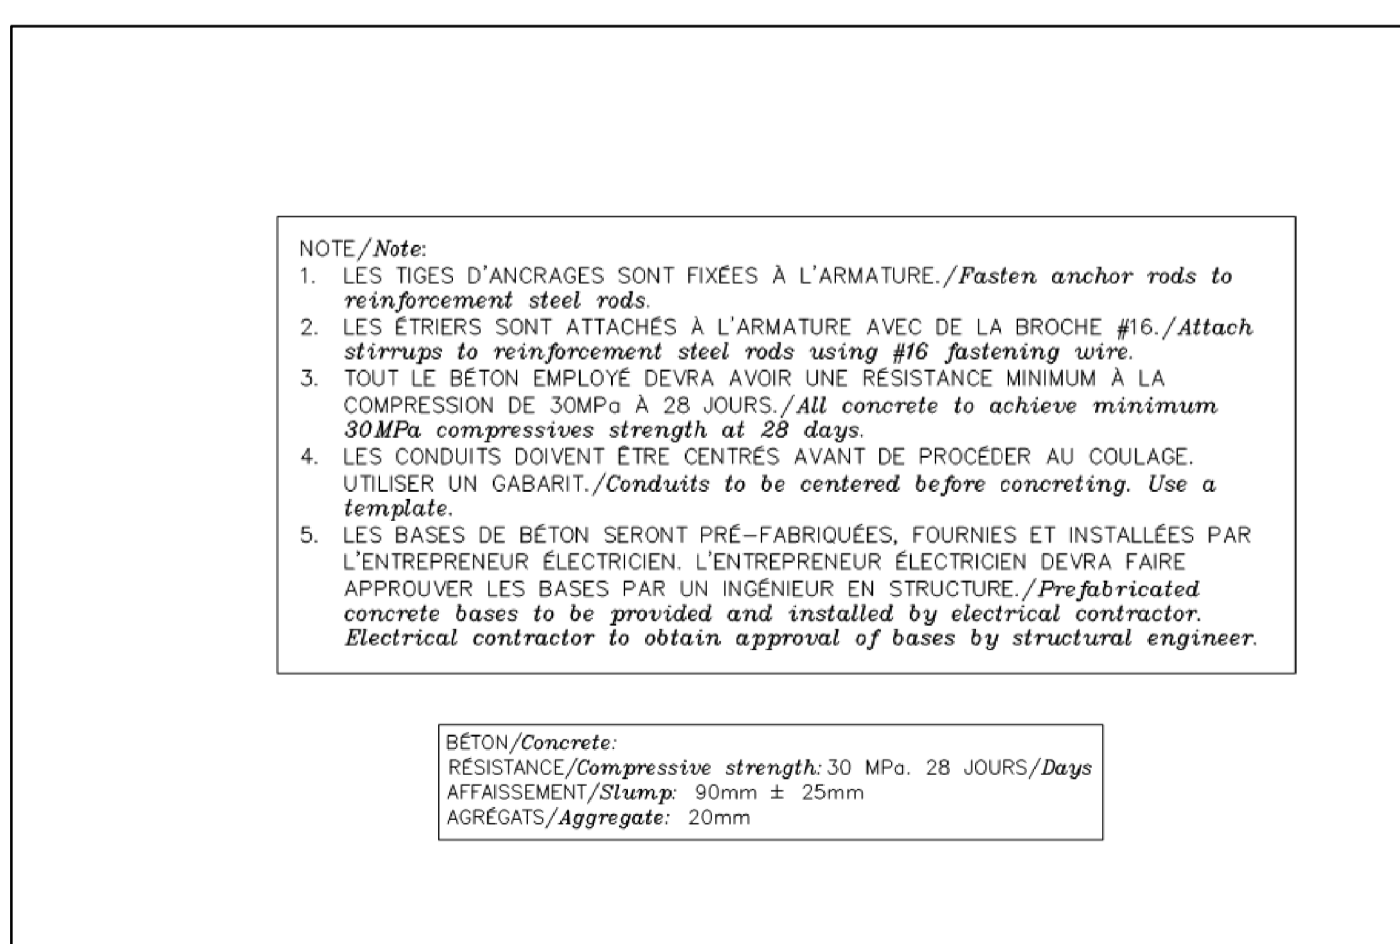 NOTE/Note:
1. LES TIGES D'ANCRAGES SONT FIXÉES À L'ARMATURE./Fasten anchor rods to
reinforcement steel rods.
2. LES ÉTRIERS SONT ATTACHÉS À L'ARMATURE AVEC DE LA BROCHE #16./Attach
stirrups to reinforcement steel rods using #16 fastening wire.
3. TOUT LE BÉTON EMPLOYÉ DEVRA AVOIR UNE RÉSISTANCE MINIMUM À LA
COMPRESSION DE 30MPa À 28 JOURS./All concrete to achieve minimum
30MPa compressives strength at 28 days.
4. LES CONDUITS DOIVENT ÊTRE CENTRÉS AVANT DE PROCÉDER AU COULAGE.
UTILISER UN GABARIT./Conduits to be centered before concreting. Use a
template.
5. LES BASES DE BÉTON SERONT PRÉ-FABRIQUÉES, FOURNIES ET INSTALLÉES PAR
L'ENTREPRENEUR ÉLECTRICIEN. L'ENTREPRENEUR ÉLECTRICIEN DEVRA FAIRE
APPROUVER LES BASES PAR UN INGÉNIEUR EN STRUCTURE./Prefabricated
concrete bases to be provided and installed by electrical contractor.
Electrical contractor to obtain approval of bases by structural engineer.
BÉTON/Concrete:
RÉSISTANCE/Compressive strength: 30 MPa. 28 JOURS/Days
AFFAISSEMENT/Slump: 90mm ± 25mm
AGRÉGATS/Aggregate: 20mm